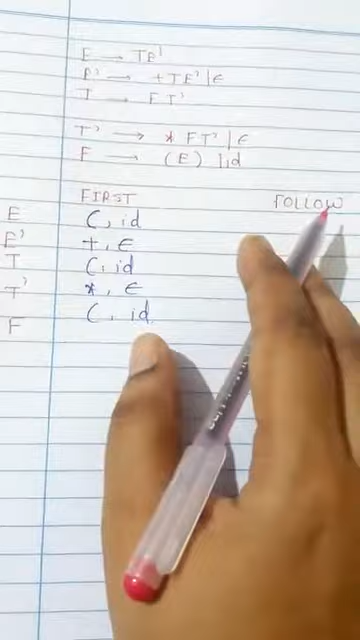 E → TE'
E' → +TE' | ε
T → FT'
T' → * FT' | ε
F → (E) | id
FIRST FOLLOW
E (, id
E' +, ε
T (, id
T' *, ε
F (, id